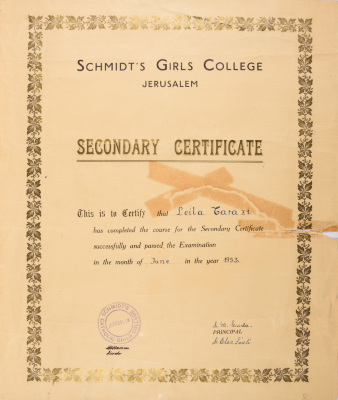 SCHMIDT'S GIRLS COLLEGE
JERUSALEM
SECONDARY CERTIFICATE
This is to Certify that Leila Tarazi
has completed the course for the Secondary Certificate
successfully and passed the Examination
in the month of June in the year 1953.
PRINCIPAL